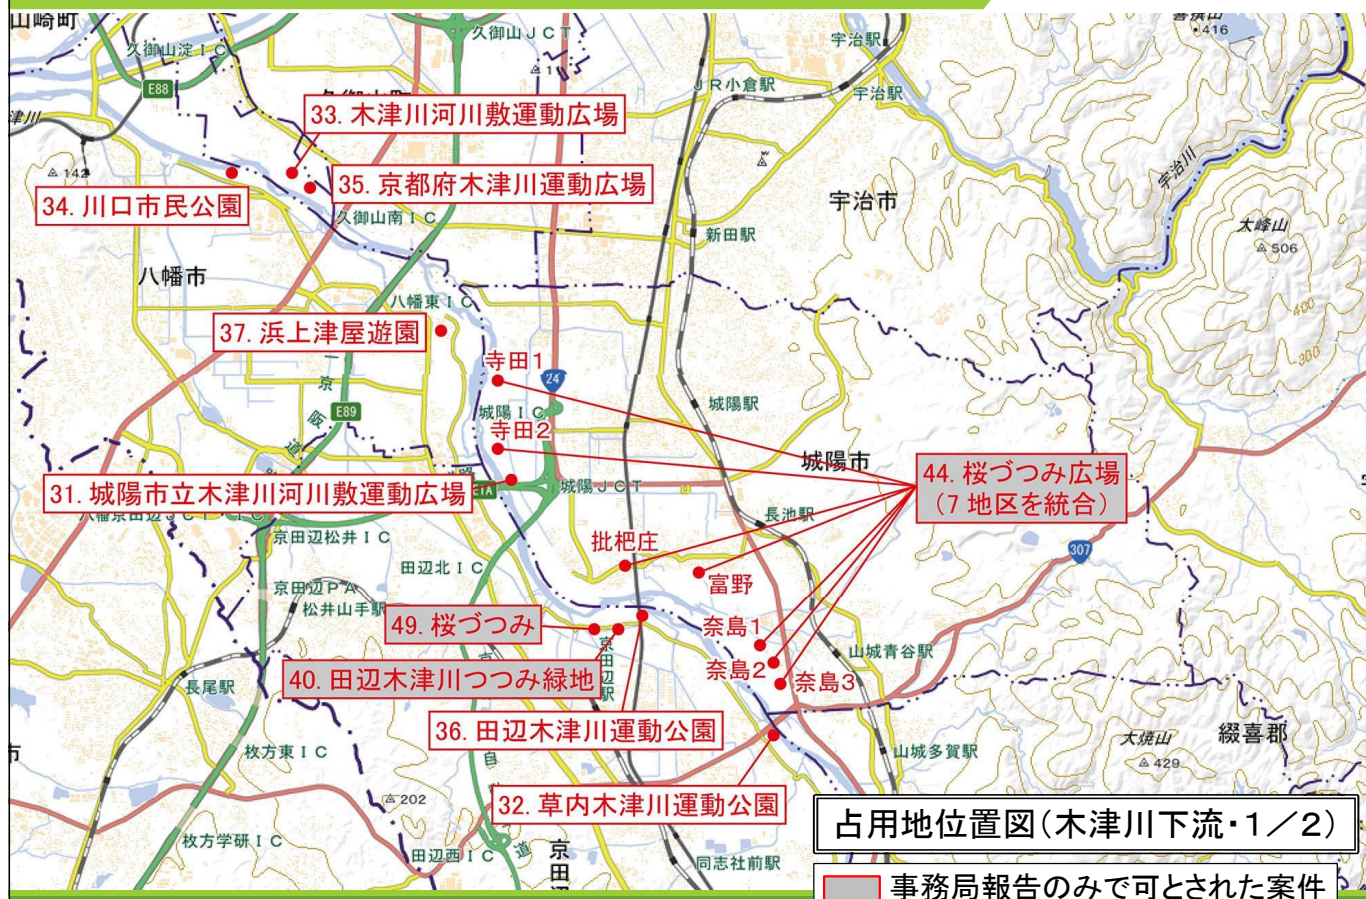 山崎町
久御山淀ＩＣ
久御山ＪＣＴ
宇治駅
416
E88
ＪＲ小倉駅
宇治駅
33. 木津川河川敷運動広場
津川
142
35. 京都府木津川運動広場
34. 川口市民公園
久御山南ＩＣ
宇治市
宇治川
大峰山
506
新田駅
八幡市
八幡東ＩＣ
400
300
37. 浜上津屋遊園
寺田1
24
城陽駅
E89
城陽ＩＣ
寺田2
城陽市
44. 桜づつみ広場
（7 地区を統合）
31. 城陽市立木津川河川敷運動広場
E1A
城陽ＪＣＴ
長池駅
京田辺松井ＩＣ
批杷庄
307
田辺北ＩＣ
富野
京田辺ＰＡ
松井山手駅
49. 桜づつみ
京田辺駅
奈島1
山城青谷駅
奈島2
奈島3
40. 田辺木津川つつみ緑地
長尾駅
36. 田辺木津川運動公園
枚方東ＩＣ
山城多賀駅
大焼山
429
綴喜郡
202
32. 草内木津川運動公園
枚方学研ＩＣ
田辺西ＩＣ
同志社前駅
占用地位置図（木津川下流・１／２）
事務局報告のみで可とされた案件